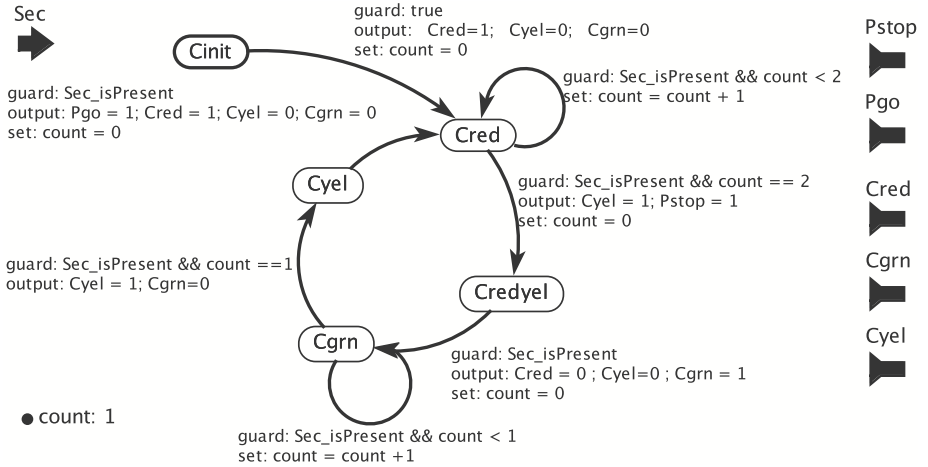 Sec
guard: true
output:   Cred=1;   Cyel=0;   Cgrn=0
set: count = 0
Pstop
Cinit
guard: Sec_isPresent && count < 2
set: count = count + 1
guard: Sec_isPresent
output: Pgo = 1; Cred = 1; Cyel = 0; Cgrn = 0
set: count = 0
Pgo
Cred
Cyel
guard: Sec_isPresent && count == 2
output: Cyel = 1; Pstop = 1
set: count = 0
Cred
guard: Sec_isPresent && count ==1
output: Cyel = 1; Cgrn=0
Credyel
Cgrn
Cgrn
Cyel
guard: Sec_isPresent
output: Cred = 0 ; Cyel=0 ; Cgrn = 1
set: count = 0
count: 1
guard: Sec_isPresent && count < 1
set: count = count +1